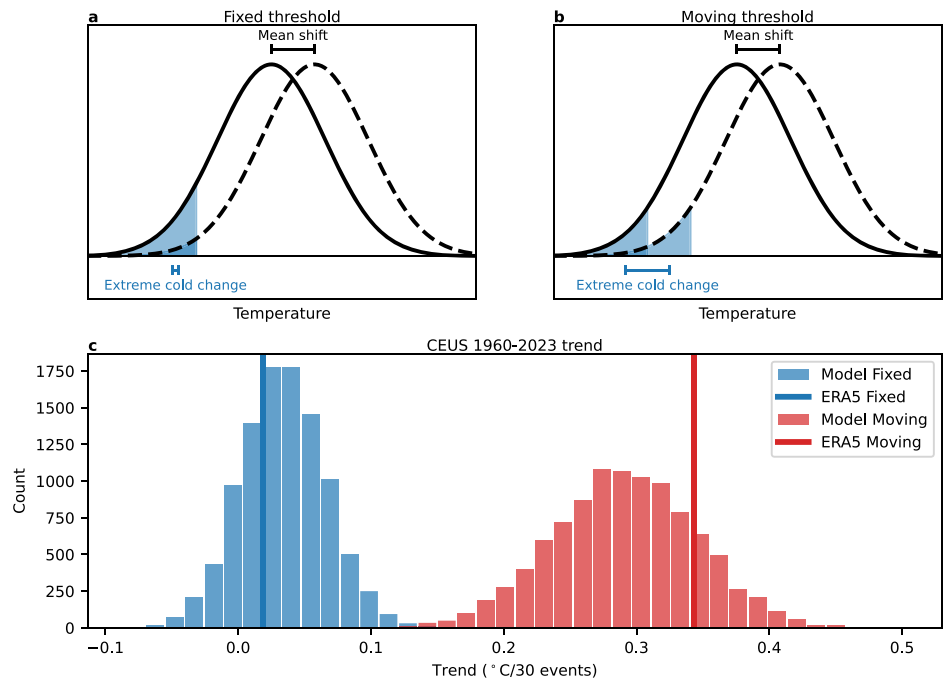 a
Fixed threshold
Mean shift
Extreme cold change
Temperature
b
Moving threshold
Mean shift
Extreme cold change
Temperature
c
CEUS 1960-2023 trend
Count
1750
1500
1250
1000
750
500
250
0
Model Fixed
ERA5 Fixed
Model Moving
ERA5 Moving
−0.1
0.0
0.1
0.2
0.3
0.4
0.5
Trend (°C/30 events)